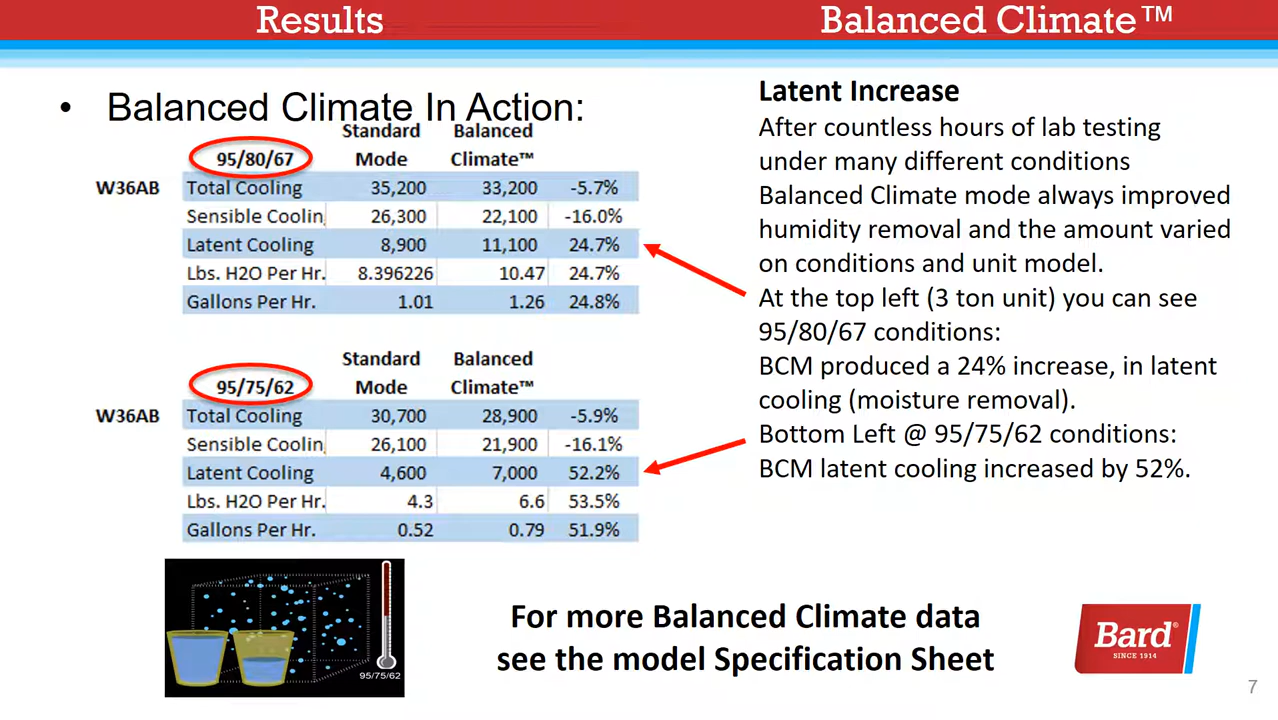 Results
Balanced Climate™
• Balanced Climate In Action:
95/80/67 Standard Mode Balanced Climate™
W36AB Total Cooling 35,200 33,200 -5.7%
Sensible Coolin 26,300 22,100 -16.0%
Latent Cooling 8,900 11,100 24.7%
Lbs. H2O Per Hr. 8.396226 10.47 24.7%
Gallons Per Hr. 1.01 1.26 24.8%
95/75/62 Standard Mode Balanced Climate™
W36AB Total Cooling 30,700 28,900 -5.9%
Sensible Coolin 26,100 21,900 -16.1%
Latent Cooling 4,600 7,000 52.2%
Lbs. H2O Per Hr. 4.3 6.6 53.5%
Gallons Per Hr. 0.52 0.79 51.9%
95/75/62
Latent Increase
After countless hours of lab testing
under many different conditions
Balanced Climate mode always improved
humidity removal and the amount varied
on conditions and unit model.
At the top left (3 ton unit) you can see
95/80/67 conditions:
BCM produced a 24% increase, in latent
cooling (moisture removal).
Bottom Left @ 95/75/62 conditions:
BCM latent cooling increased by 52%.
For more Balanced Climate data
see the model Specification Sheet
Bard®
SINCE 1914
7